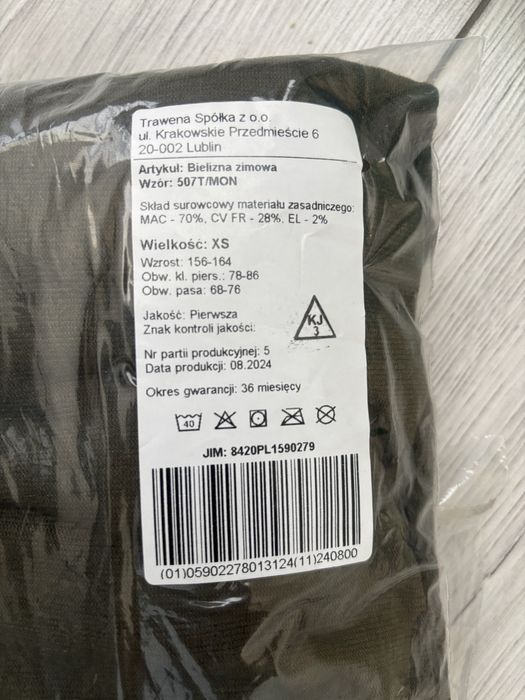 Trawena Spółka z o.o.
ul. Krakowskie Przedmieście 6
20-002 Lublin
Artykuł: Bielizna zimowa
Wzór: 507T/MON
Skład surowcowy materiału zasadniczego:
MAC - 70%, CV FR - 28%, EL - 2%
Wielkość: XS
Wzrost: 156-164
Obw. kl. piers.: 78-86
Obw. pasa: 68-76
Jakość: Pierwsza
Znak kontroli jakości:
KJ
3
Nr partii produkcyjnej: 5
Data produkcji: 08.2024
Okres gwarancji: 36 miesięcy
40
JIM: 8420PL1590279
(01)05902278013124(11)240800